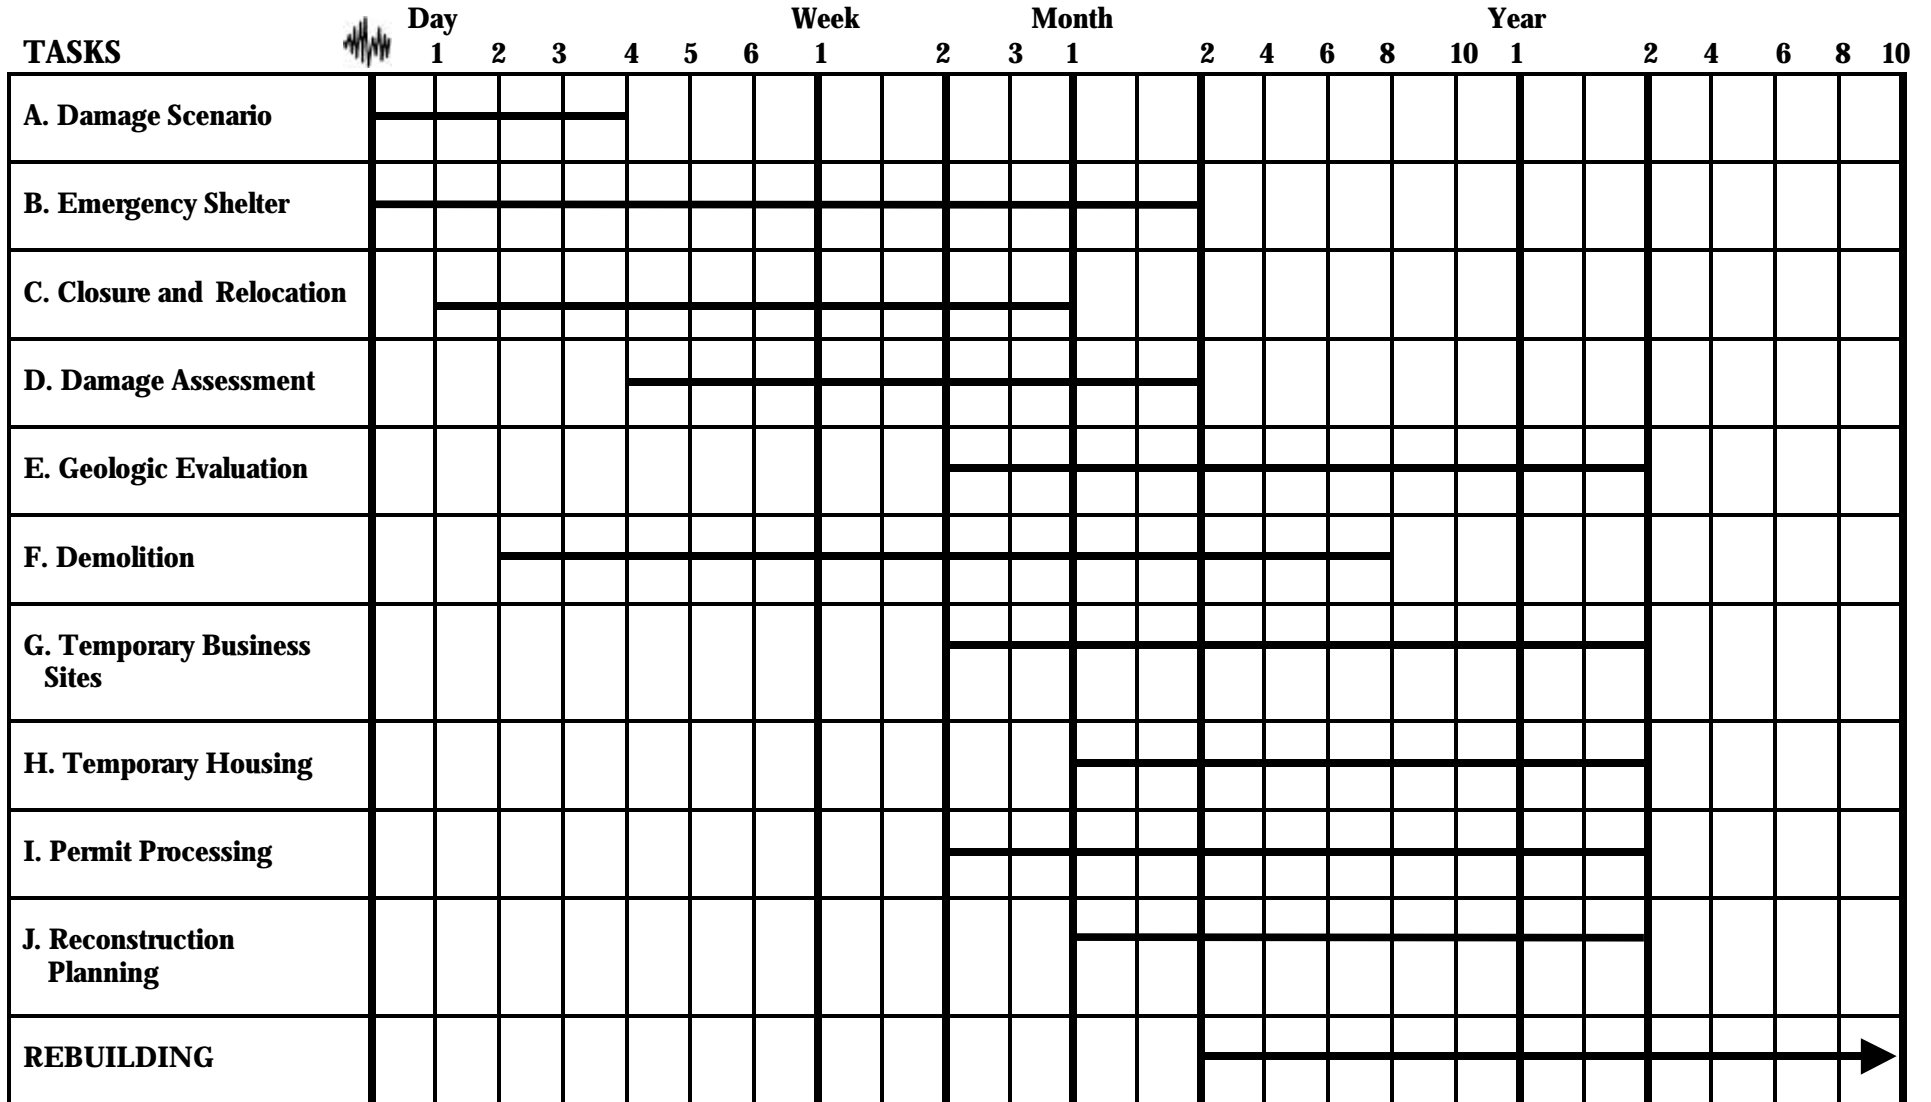 Day Week Month Year
TASKS 1 2 3 4 5 6 1 2 3 1 2 4 6 8 10 1 2 4 6 8 10
A. Damage Scenario
B. Emergency Shelter
C. Closure and Relocation
D. Damage Assessment
E. Geologic Evaluation
F. Demolition
G. Temporary Business
Sites
H. Temporary Housing
I. Permit Processing
J. Reconstruction
Planning
REBUILDING